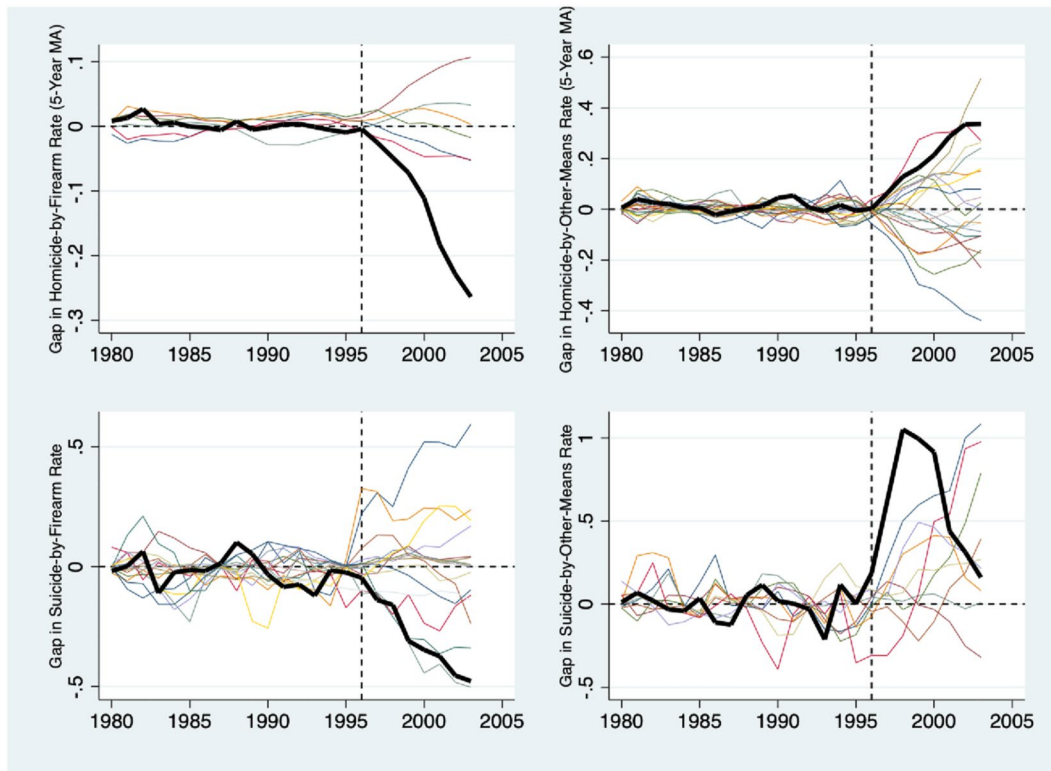 Gap in Homicide-by-Firearm Rate (5-Year MA)
.1
0
-.1
-.2
-.3
1980 1985 1990 1995 2000 2005
Gap in Homicide-by-Other-Means Rate (5-Year MA)
.6
.4
.2
0
-.2
-.4
1980 1985 1990 1995 2000 2005
Gap in Suicide-by-Firearm Rate
.5
0
-.5
1980 1985 1990 1995 2000 2005
Gap in Suicide-by-Other-Means Rate
1
.5
0
-.5
1980 1985 1990 1995 2000 2005